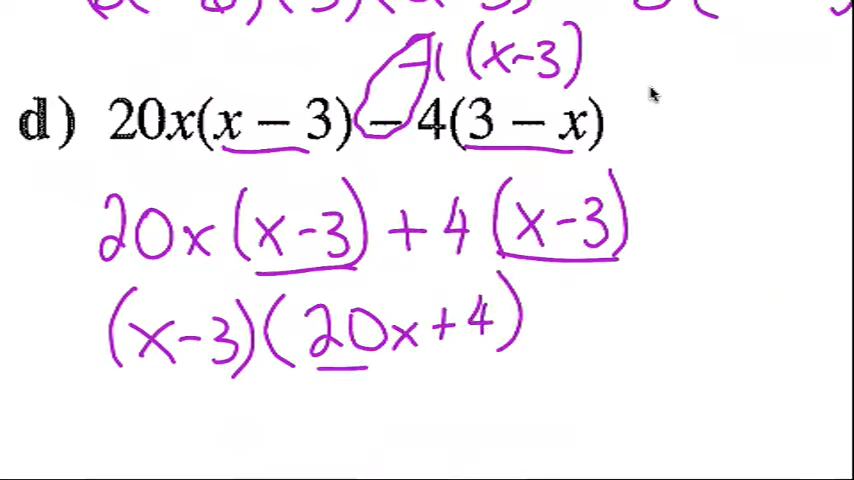 -1 (x-3)
d) 20x(x − 3) − 4(3 − x)
20x (x-3) + 4 (x-3)
(x-3)(20x+4)